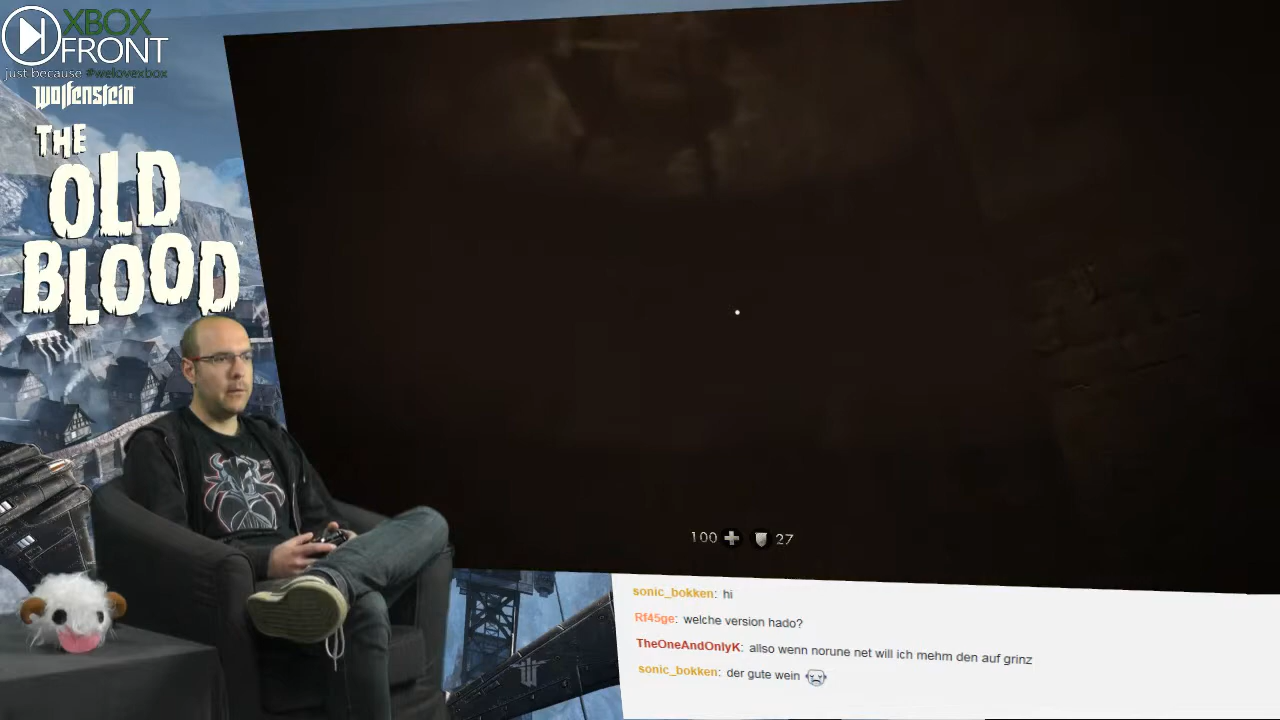 XBOX
FRONT
just because #welovexbox
Wolfenstein
THE
OLD
BLOOD
100 27
sonic_bokken: hi
Rf45ge: welche version hado?
TheOneAndOnlyK: allso wenn norune net will ich mehm den auf grinz
sonic_bokken: der gute wein